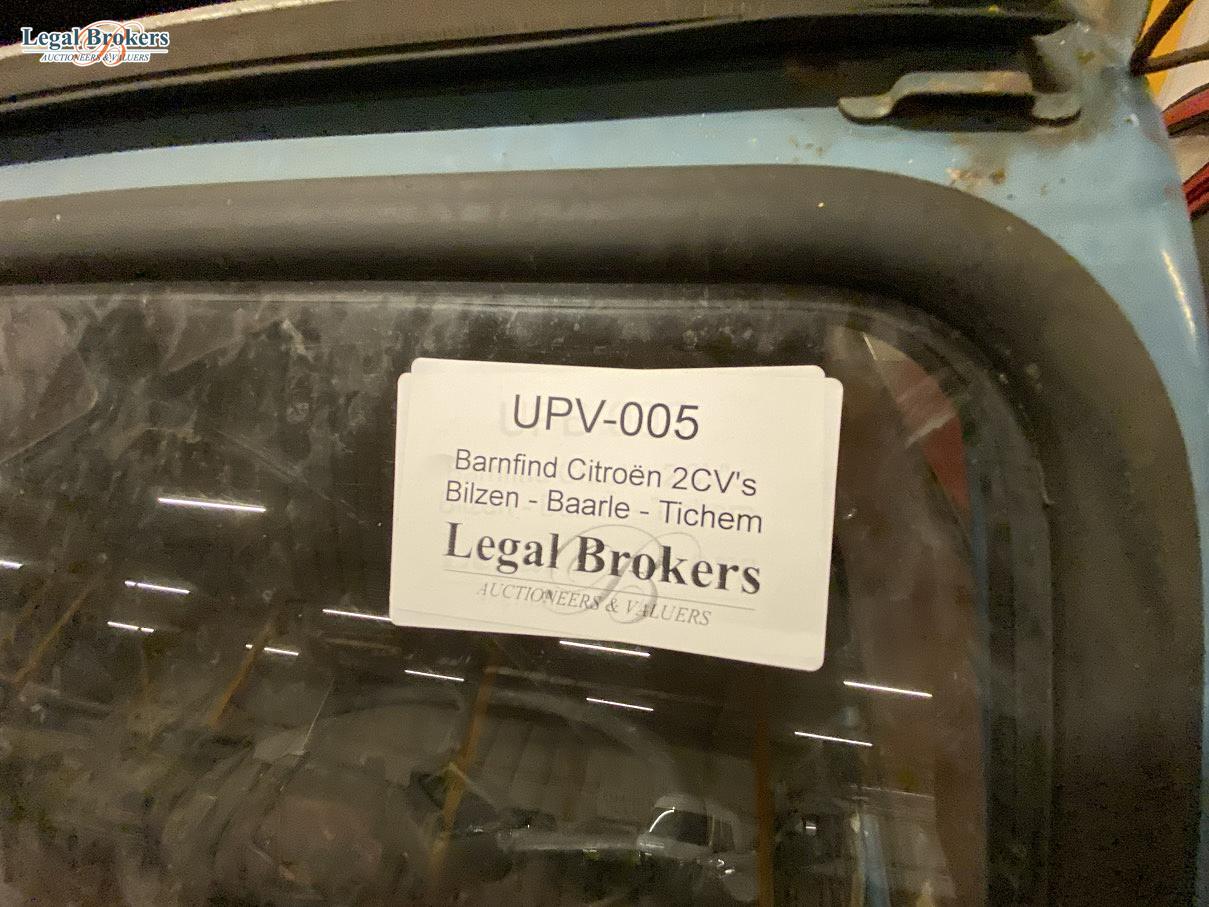 Legal Brokers
AUCTIONEERS & VALUERS
UPV-005
Barnfind Citroën 2CV's
Bilzen - Baarle - Tichem
Legal Brokers
AUCTIONEERS & VALUERS